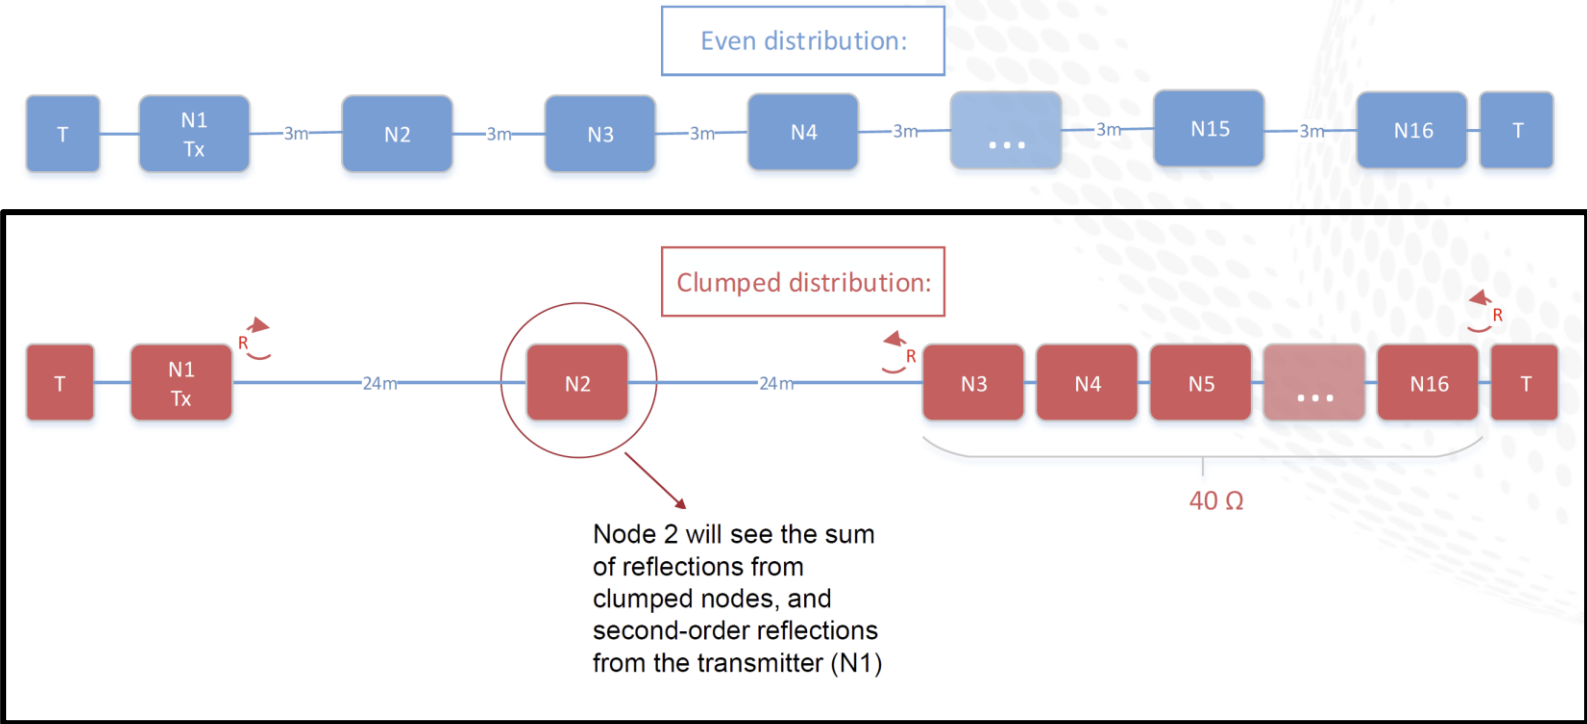 Even distribution:
T
N1
Tx
3m
N2
3m
N3
3m
N4
3m
...
3m
N15
3m
N16
T
Clumped distribution:
T
N1
Tx
R
24m
N2
24m
R
N3
N4
N5
...
N16
R
T
40 Ω
Node 2 will see the sum
of reflections from
clumped nodes, and
second-order reflections
from the transmitter (N1)